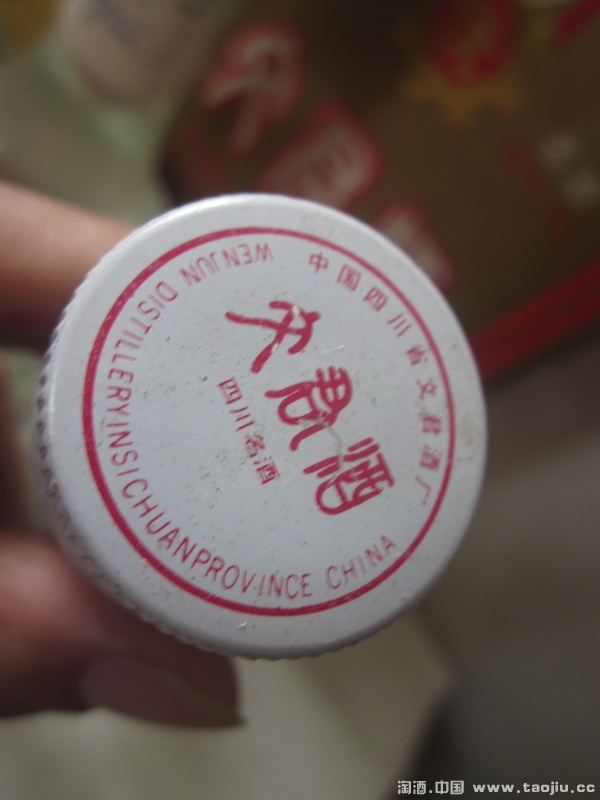 中国四川省文君酒厂
文君酒
四川名酒
WENJUN DISTILLERYINSICHUANPROVINCE CHINA
淘酒.中国 www.taojiu.cc